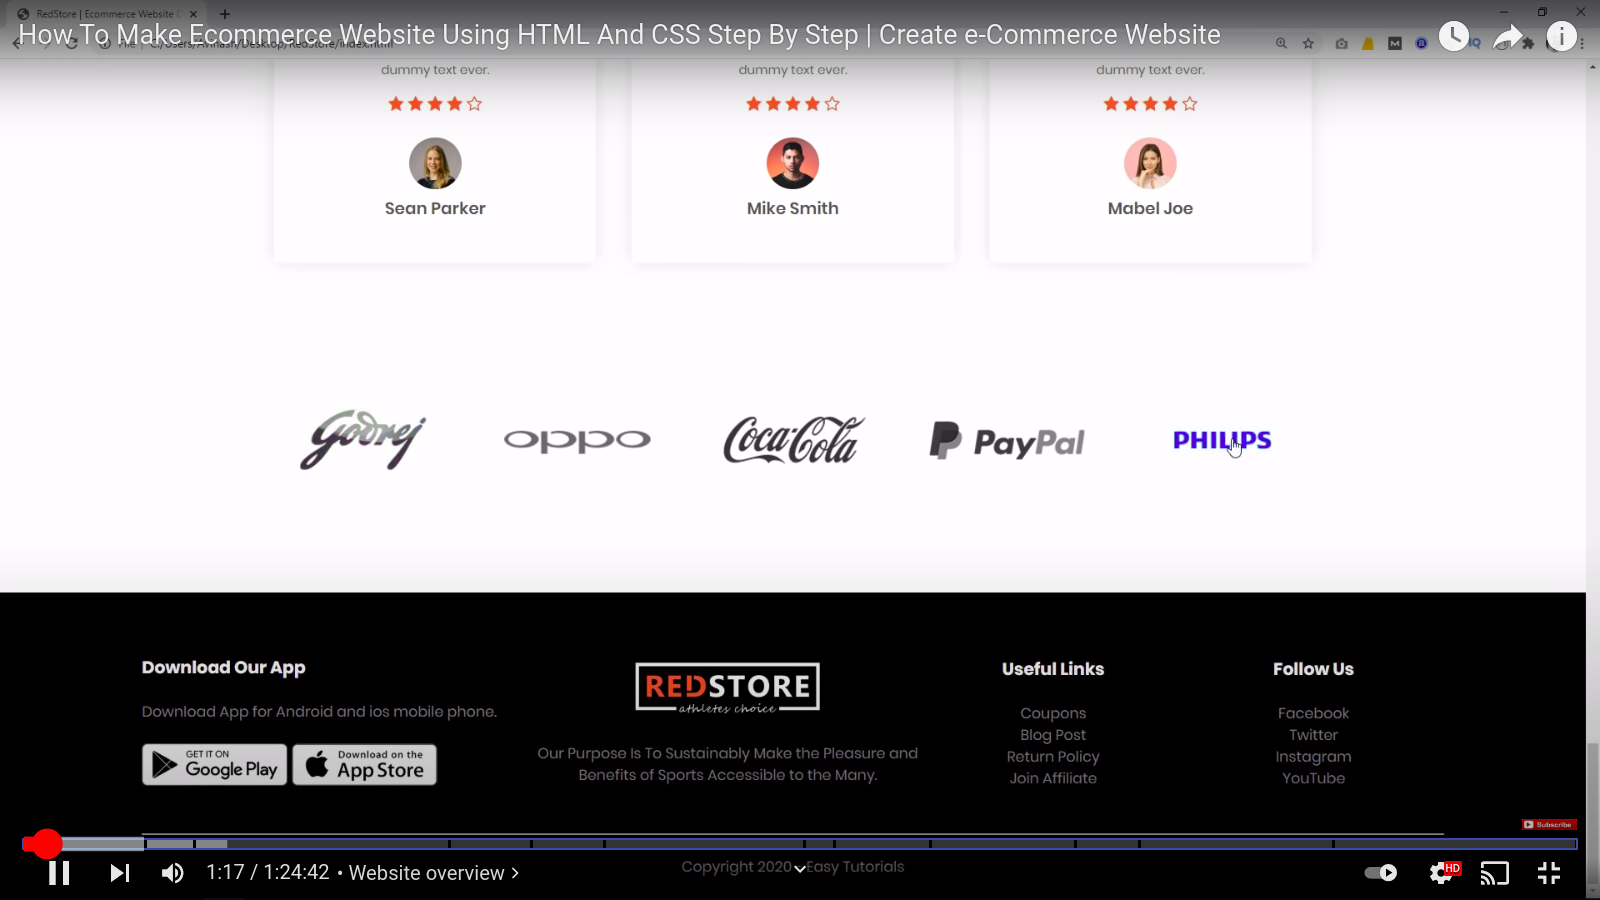 RedStore | Ecommerce Website
How To Make Ecommerce Website Using HTML And CSS Step By Step | Create e-Commerce Website
dummy text ever.
dummy text ever.
dummy text ever.
Sean Parker
Mike Smith
Mabel Joe
Godrej
oppo
Coca-Cola
PayPal
PHILIPS
Download Our App
Download App for Android and ios mobile phone.
GET IT ON
Google Play
Download on the
App Store
REDSTORE
athletes choice
Our Purpose Is To Sustainably Make the Pleasure and
Benefits of Sports Accessible to the Many.
Useful Links
Coupons
Blog Post
Return Policy
Join Affiliate
Follow Us
Facebook
Twitter
Instagram
YouTube
Subscribe
1:17 / 1:24:42 • Website overview
HD
Copyright 2020 Easy Tutorials